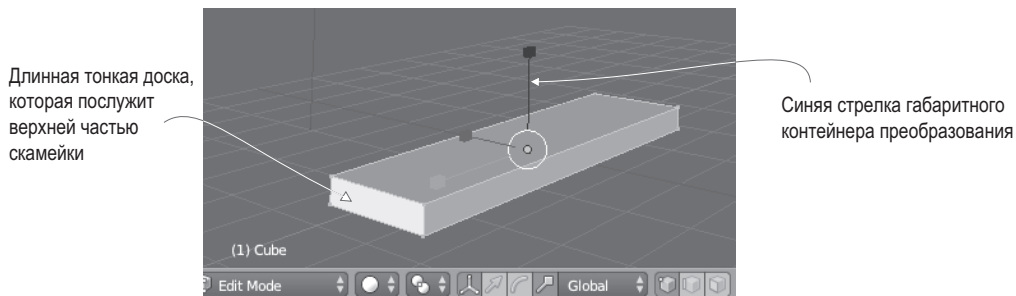 Длинная тонкая доска,
которая послужит
верхней частью
скамейки
Синяя стрелка габаритного
контейнера преобразования
(1) Cube
Edit Mode
Global